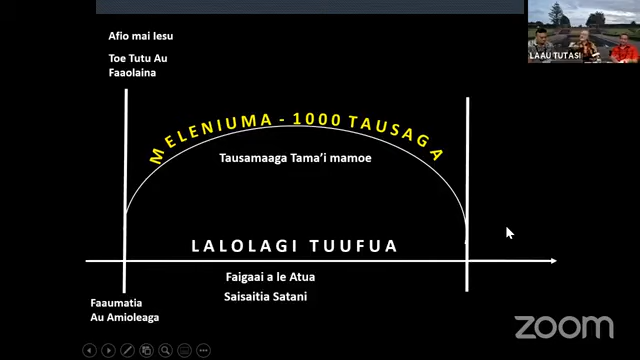 Afio mai Iesu
Toe Tutu Au
Faaolaina
LAAU TUTASI
MELENIUMA - 1000 TAUSAGA
Tausamaaga Tama'i mamoe
LALOLAGI TUUFUA
Faigaai a le Atua
Saisaitia Satani
Faaumatia
Au Amioleaga
zoom